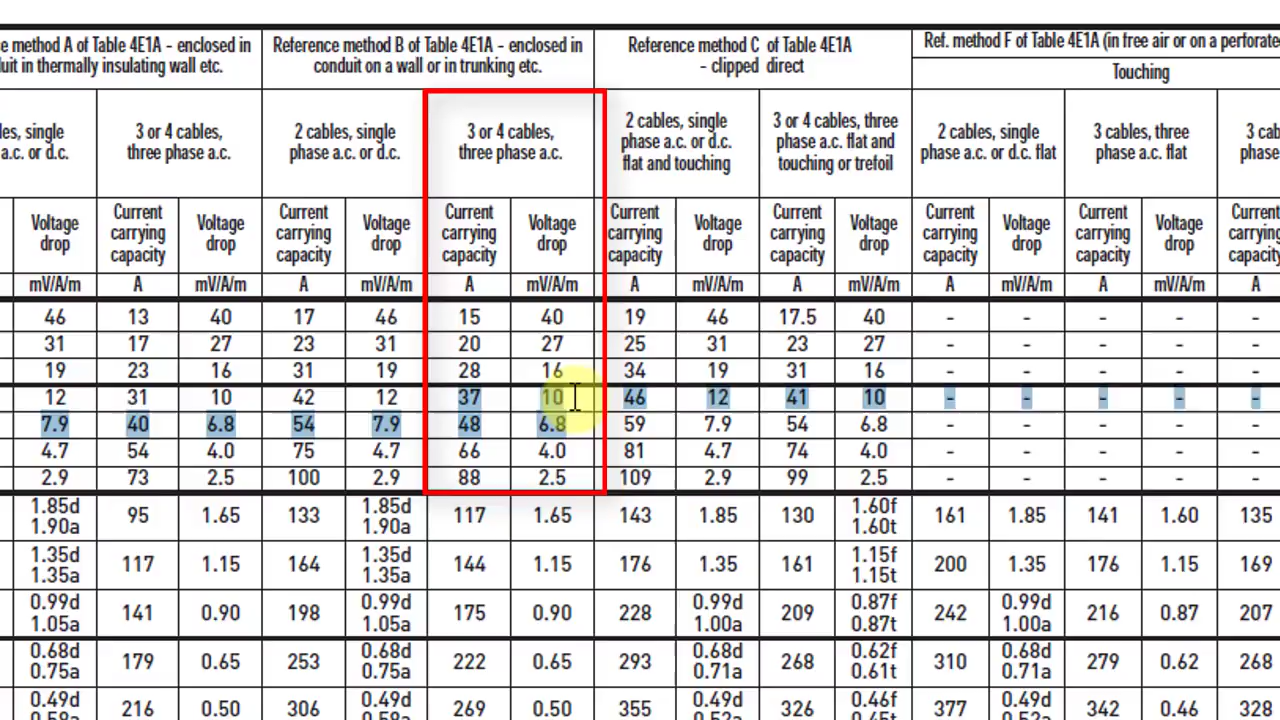 e method A of Table 4E1A - enclosed in
uit in thermally insulating wall etc.
Reference method B of Table 4E1A - enclosed in
conduit on a wall or in trunking etc.
Reference method C of Table 4E1A
- clipped direct
Ref. method F of Table 4E1A (in free air or on a perforate
Touching
les, single
a.c. or d.c.
3 or 4 cables,
three phase a.c.
2 cables, single
phase a.c. or d.c.
3 or 4 cables,
three phase a.c.
2 cables, single
phase a.c. or d.c.
flat and touching
3 or 4 cables, three
phase a.c. flat and
touching or trefoil
2 cables, single
phase a.c. or d.c. flat
3 cables, three
phase a.c. flat
3 cab
phase
Voltage
drop
Current
carrying
capacity
Voltage
drop
Current
carrying
capacity
Voltage
drop
Current
carrying
capacity
Voltage
drop
Current
carrying
capacity
Voltage
drop
Current
carrying
capacity
Voltage
drop
Current
carrying
capacity
Voltage
drop
Current
carrying
capacity
Voltage
drop
Current
carrying
capacity
mV/A/m A mV/A/m A mV/A/m A mV/A/m A mV/A/m A mV/A/m A mV/A/m A mV/A/m A
46 13 40 17 46 15 40 19 46 17.5 40 - - - - -
31 17 27 23 31 20 27 25 31 23 27 - - - - -
19 23 16 31 19 28 16 34 19 31 16 - - - - -
12 31 10 42 12 37 10 46 12 41 10 - - - - -
7.9 40 6.8 54 7.9 48 6.8 59 7.9 54 6.8 - - - - -
4.7 54 4.0 75 4.7 66 4.0 81 4.7 74 4.0 - - - - -
2.9 73 2.5 100 2.9 88 2.5 109 2.9 99 2.5 - - - - -
1.85d 1.85d 1.60f
95 1.65 133 117 1.65 143 1.85 130 161 1.85 141 1.60 135
1.90a 1.90a 1.60t
1.35d 1.35d 1.15f
117 1.15 164 144 1.15 176 1.35 161 200 1.35 176 1.15 169
1.35a 1.35a 1.15t
0.99d 0.99d 0.99d 0.87f 0.99d
141 0.90 198 175 0.90 228 209 242 216 0.87 207
1.05a 1.05a 1.00a 0.87t 1.00a
0.68d 0.68d 0.68d 0.62f 0.68d
179 0.65 253 222 0.65 293 268 310 279 0.62 268
0.75a 0.75a 0.71a 0.61t 0.71a
0.49d 0.49d 0.49d 0.46f 0.49d
216 0.50 306 269 0.50 355 326 377 342 0.46 328